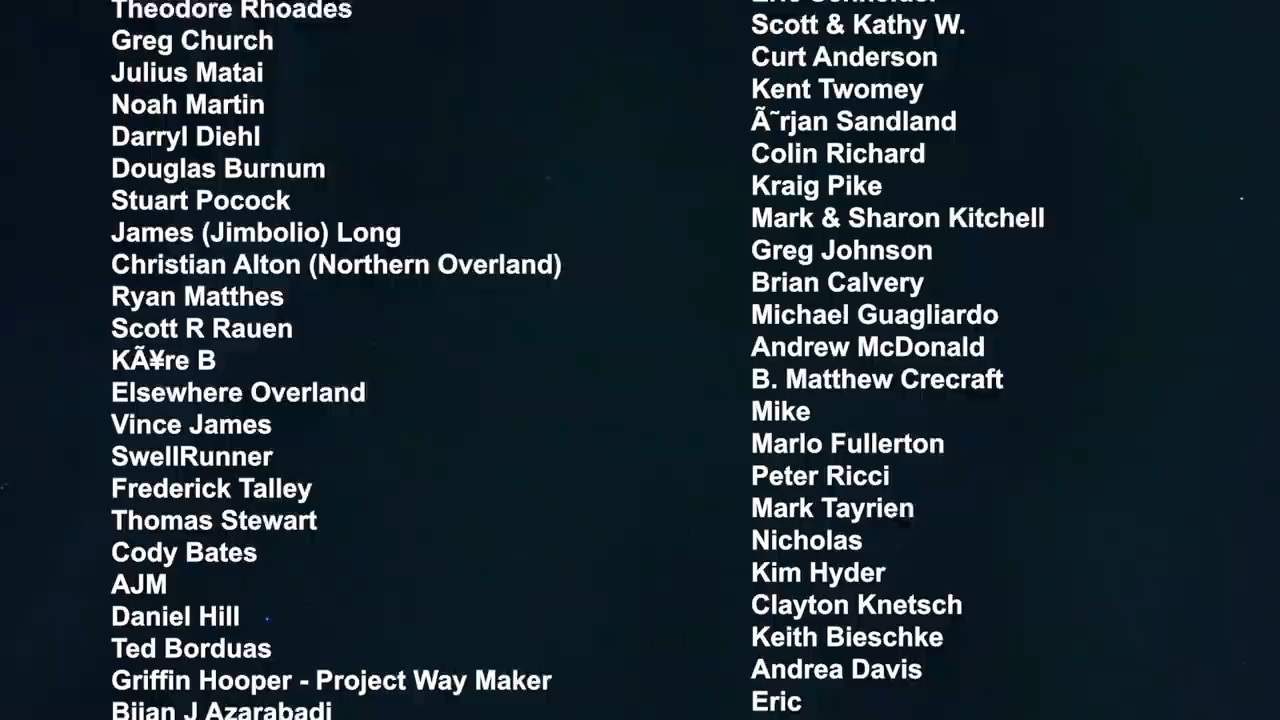 Theodore Rhoades
Greg Church
Julius Matai
Noah Martin
Darryl Diehl
Douglas Burnum
Stuart Pocock
James (Jimbolio) Long
Christian Alton (Northern Overland)
Ryan Matthes
Scott R Rauen
KÃ¥re B
Elsewhere Overland
Vince James
SwellRunner
Frederick Talley
Thomas Stewart
Cody Bates
AJM
Daniel Hill
Ted Borduas
Griffin Hooper - Project Way Maker
Bijan J Azarabadi
Scott & Kathy W.
Curt Anderson
Kent Twomey
Ã˜rjan Sandland
Colin Richard
Kraig Pike
Mark & Sharon Kitchell
Greg Johnson
Brian Calvery
Michael Guagliardo
Andrew McDonald
B. Matthew Crecraft
Mike
Marlo Fullerton
Peter Ricci
Mark Tayrien
Nicholas
Kim Hyder
Clayton Knetsch
Keith Bieschke
Andrea Davis
Eric